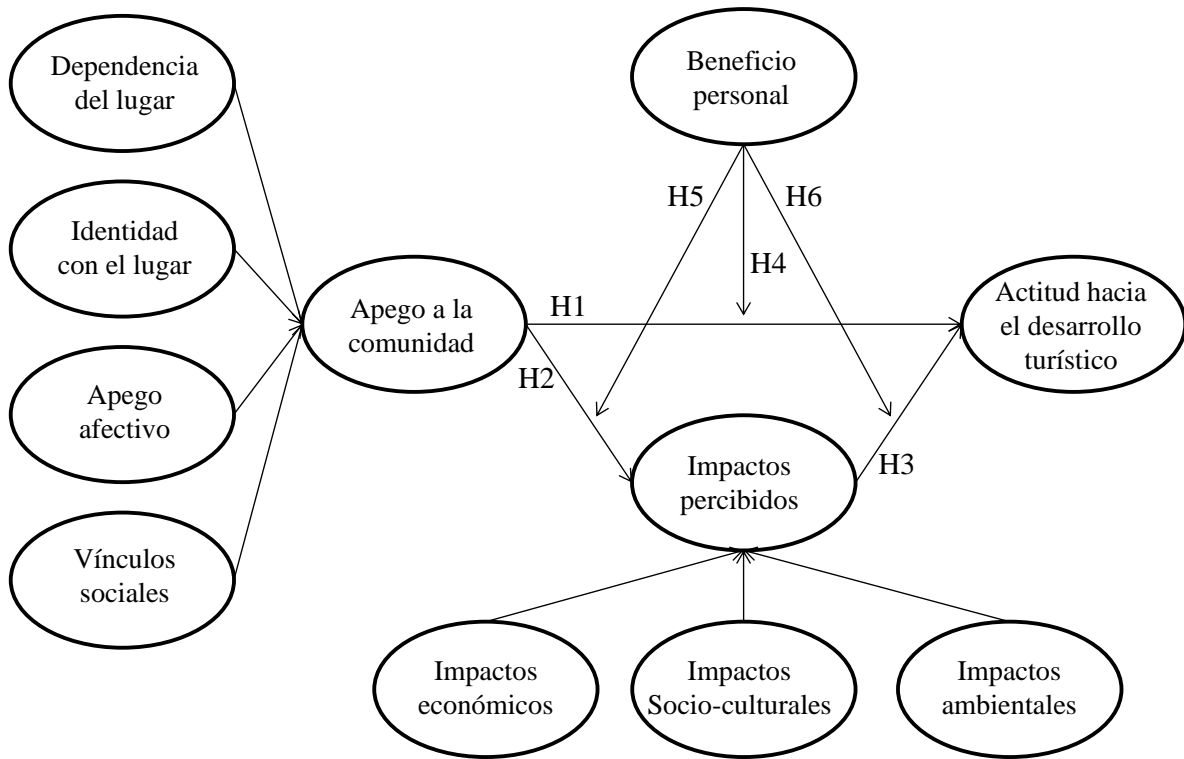 Dependencia
del lugar
Beneficio
personal
Identidad
con el lugar
H5
H6
H4
Apego a la
comunidad
H1
H2
Actitud hacia
el desarrollo
turístico
Apego
afectivo
Impactos
percibidos
H3
Vínculos
sociales
Impactos
económicos
Impactos
Socio-culturales
Impactos
ambientales